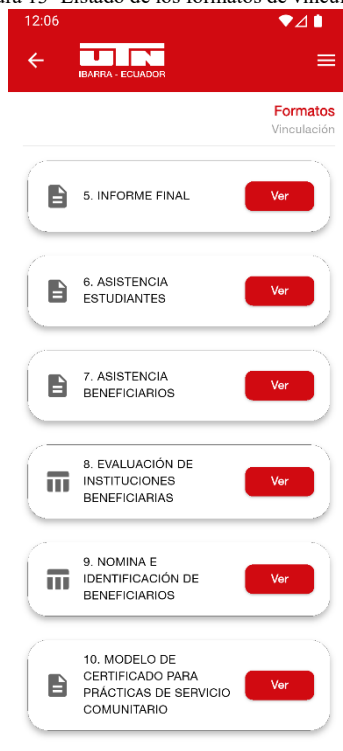 12:06
UTN
IBARRA - ECUADOR
Formatos
Vinculación
5. INFORME FINAL
Ver
6. ASISTENCIA
ESTUDIANTES
Ver
7. ASISTENCIA
BENEFICIARIOS
Ver
8. EVALUACIÓN DE
INSTITUCIONES
BENEFICIARIAS
Ver
9. NOMINA E
IDENTIFICACIÓN DE
BENEFICIARIOS
Ver
10. MODELO DE
CERTIFICADO PARA
PRÁCTICAS DE SERVICIO
COMUNITARIO
Ver